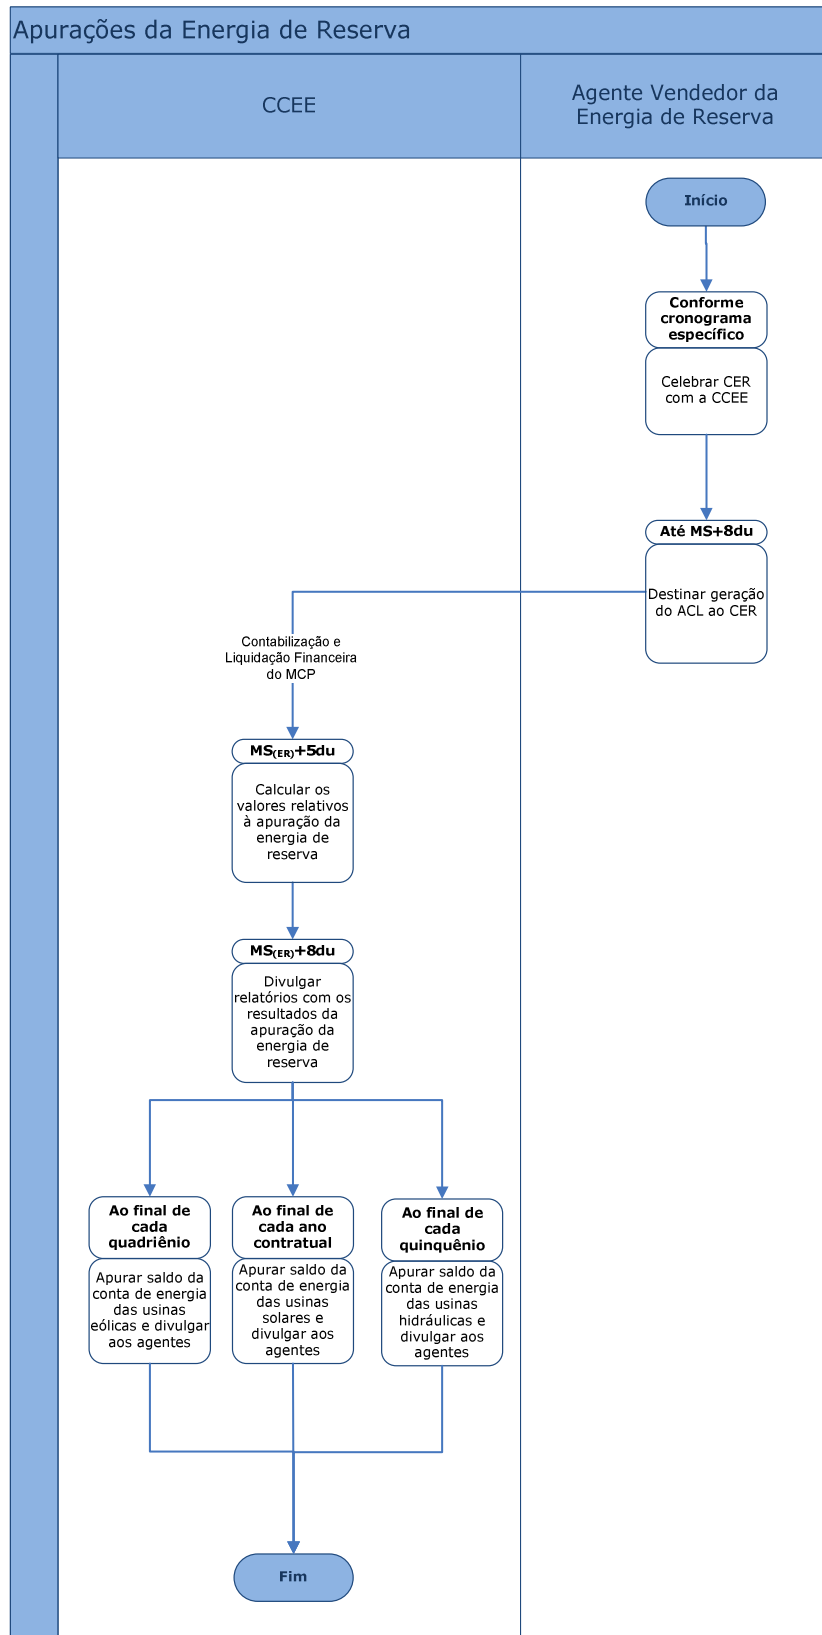 Apurações da Energia de Reserva
CCEE
Agente Vendedor da
Energia de Reserva
Início
Conforme
cronograma
específico
Celebrar CER
com a CCEE
Até MS+8du
Destinar geração
do ACL ao CER
Contabilização e
Liquidação Financeira
do MCP
MS(ER)+5du
Calcular os
valores relativos
à apuração da
energia de
reserva
MS(ER)+8du
Divulgar
relatórios com os
resultados da
apuração da
energia de
reserva
Ao final de
cada
quadriênio
Apurar saldo da
conta de energia
das usinas
eólicas e divulgar
aos agentes
Ao final de
cada ano
contratual
Apurar saldo da
conta de energia
das usinas
solares e
divulgar aos
agentes
Ao final de
cada
quinquênio
Apurar saldo da
conta de energia
das usinas
hidráulicas e
divulgar aos
agentes
Fim